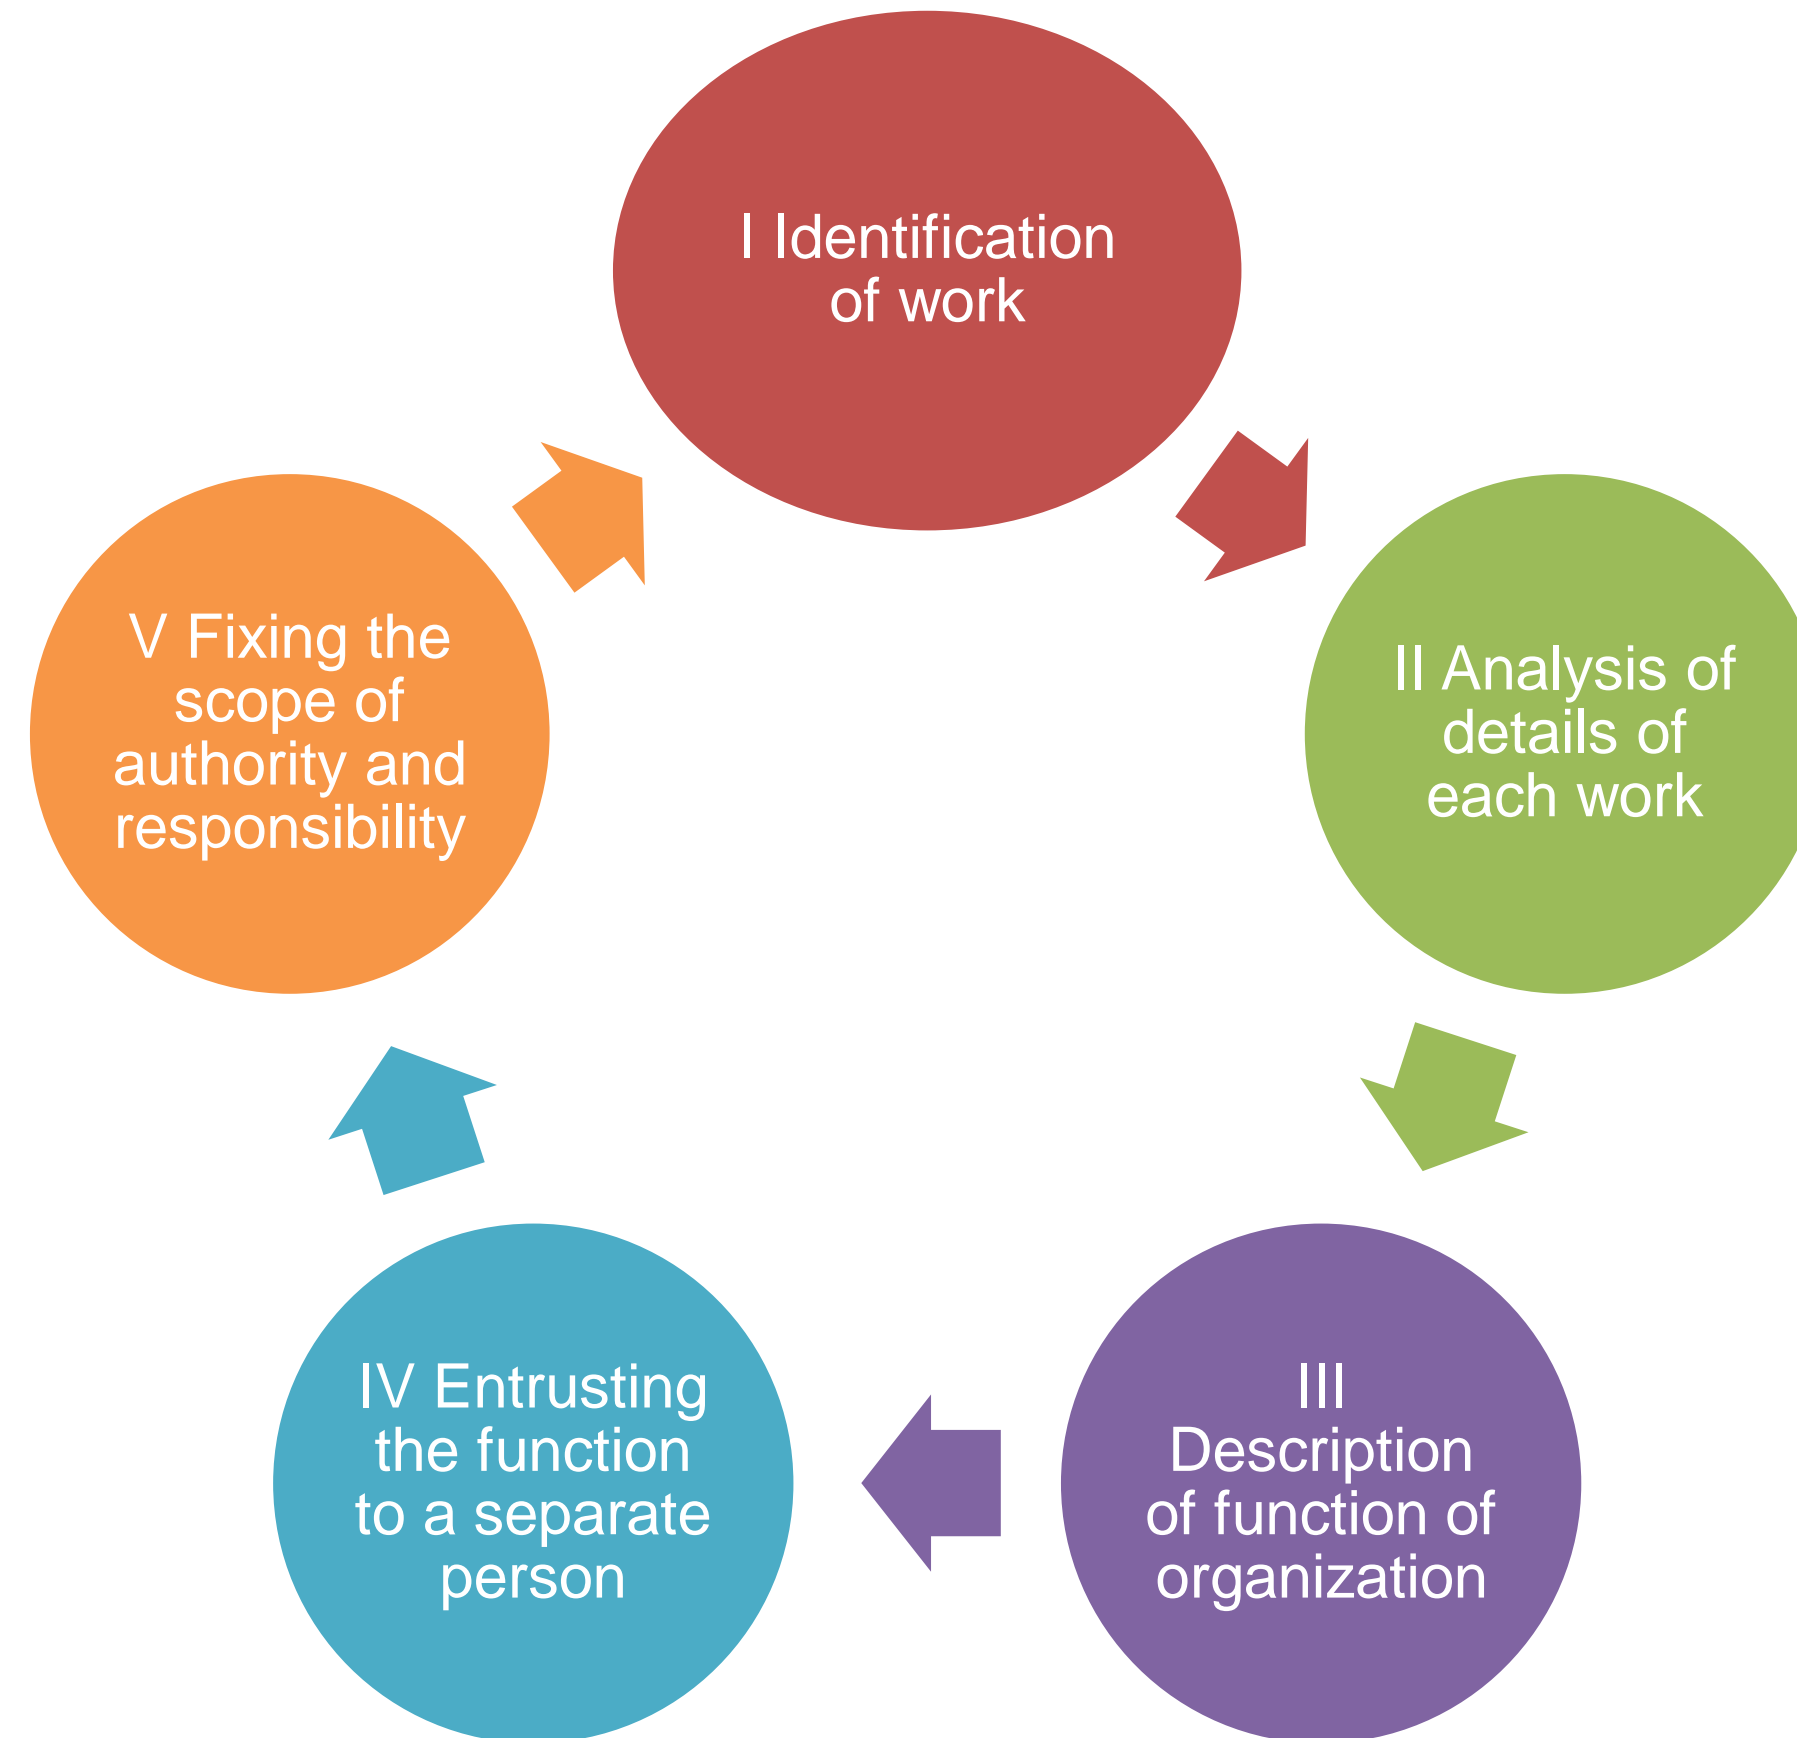 I Identification
of work
II Analysis of
details of
each work
III
Description
of function of
organization
IV Entrusting
the function
to a separate
person
V Fixing the
scope of
authority and
responsibility